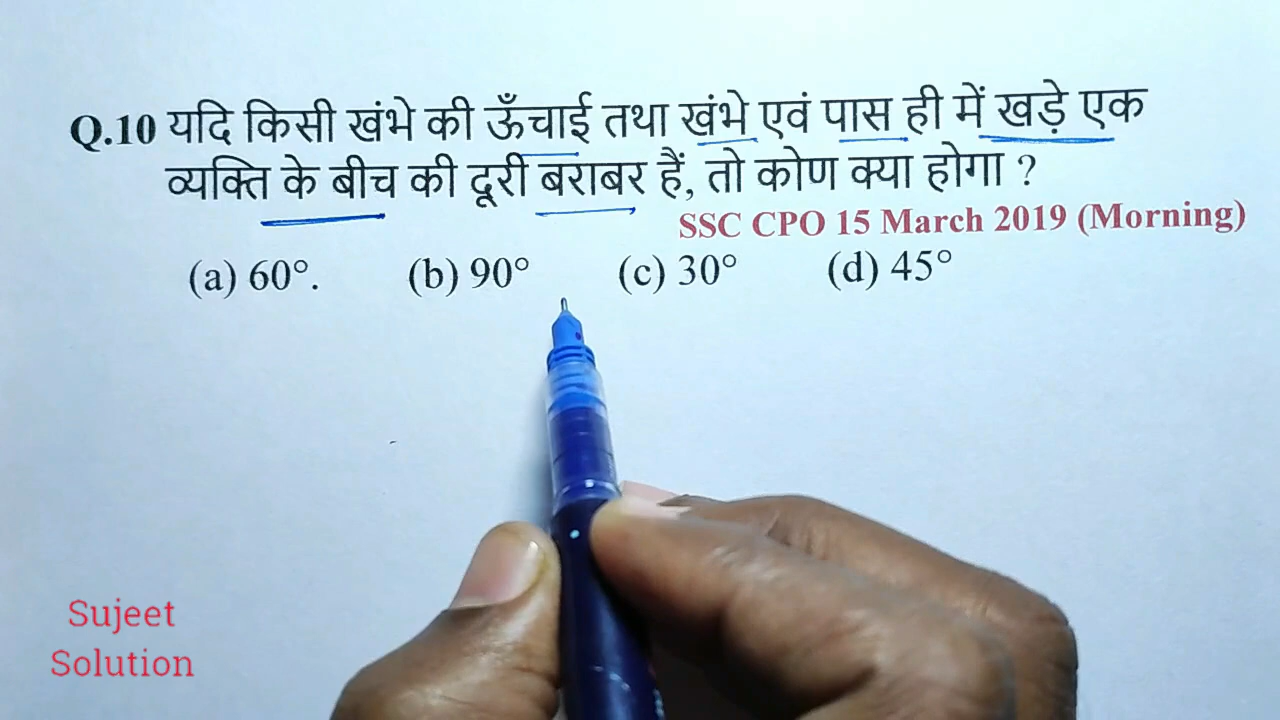 Q.10 यदि किसी खंभे की ऊँचाई तथा खंभे एवं पास ही में खड़े एक
व्यक्ति के बीच की दूरी बराबर हैं, तो कोण क्या होगा ?
SSC CPO 15 March 2019 (Morning)
(a) 60°. (b) 90° (c) 30° (d) 45°
Sujeet
Solution